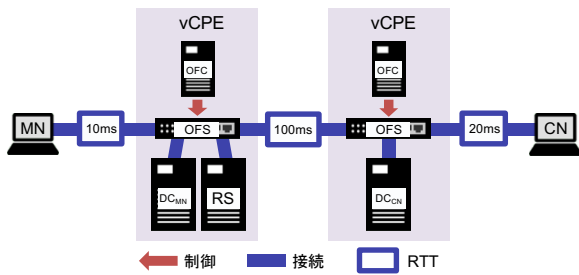 vCPE
vCPE
OFC
OFC
MN
10ms
OFS
100ms
OFS
20ms
CN
DCMN
RS
DCCN
制御
接続
RTT